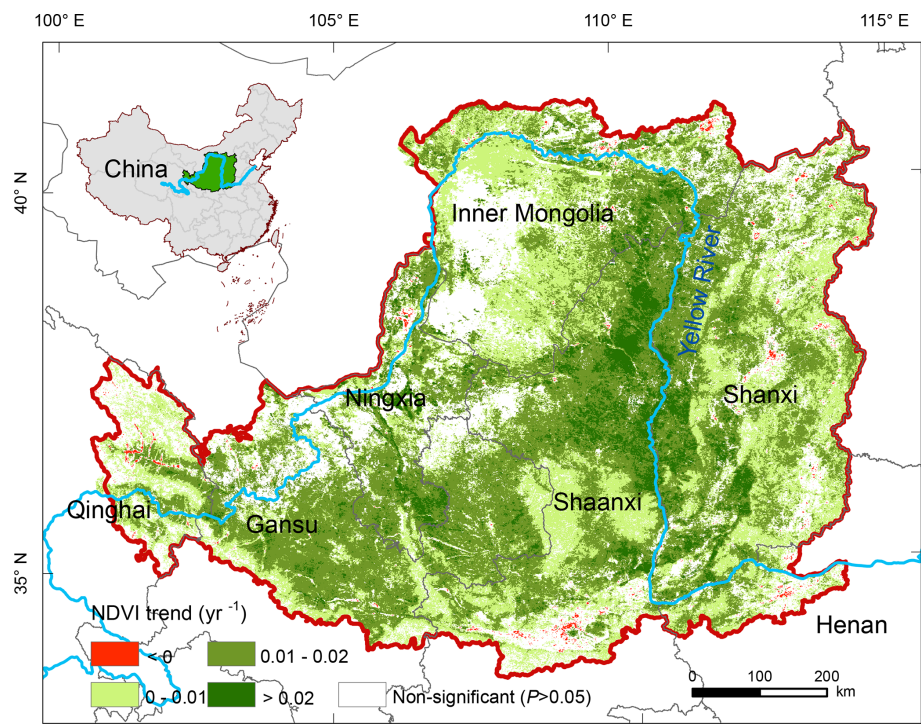 100° E 105° E 110° E 115° E
China
40° N
Inner Mongolia
Yellow River
Ningxia
Shanxi
Qinghai
Gansu
Shaanxi
35° N
NDVI trend (yr ⁻¹)
Henan
< 0
0.01 - 0.02
0 - 0.01
> 0.02
Non-significant (P>0.05)
0 100 200
km